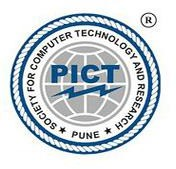 ®
SOCIETY FOR COMPUTER TECHNOLOGY AND RESEARCH
PICT
★ PUNE ★